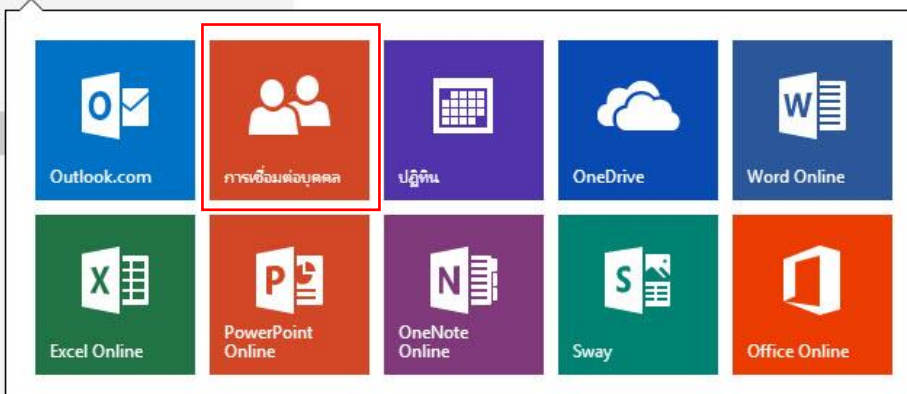 Outlook.com
การเชื่อมต่อบุคคล
ปฏิทิน
OneDrive
Word Online
Excel Online
PowerPoint
Online
OneNote
Online
Sway
Office Online